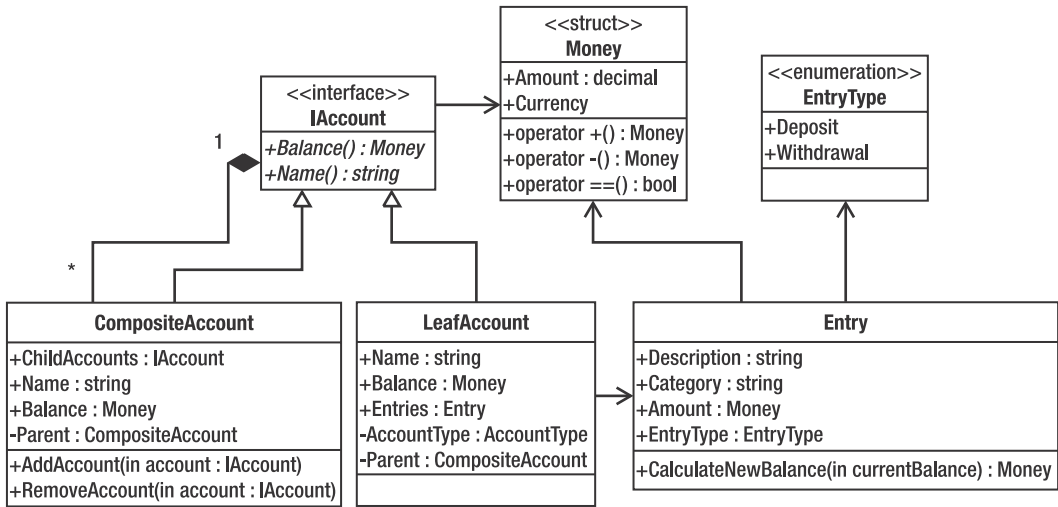 <<struct>>
Money
+Amount : decimal
+Currency
+operator +() : Money
+operator -() : Money
+operator ==() : bool
<<enumeration>>
EntryType
+Deposit
+Withdrawal
<<interface>>
IAccount
+Balance() : Money
+Name() : string
1
*
CompositeAccount
+ChildAccounts : IAccount
+Name : string
+Balance : Money
-Parent : CompositeAccount
+AddAccount(in account : IAccount)
+RemoveAccount(in account : IAccount)
LeafAccount
+Name : string
+Balance : Money
+Entries : Entry
-AccountType : AccountType
-Parent : CompositeAccount
Entry
+Description : string
+Category : string
+Amount : Money
+EntryType : EntryType
+CalculateNewBalance(in currentBalance) : Money